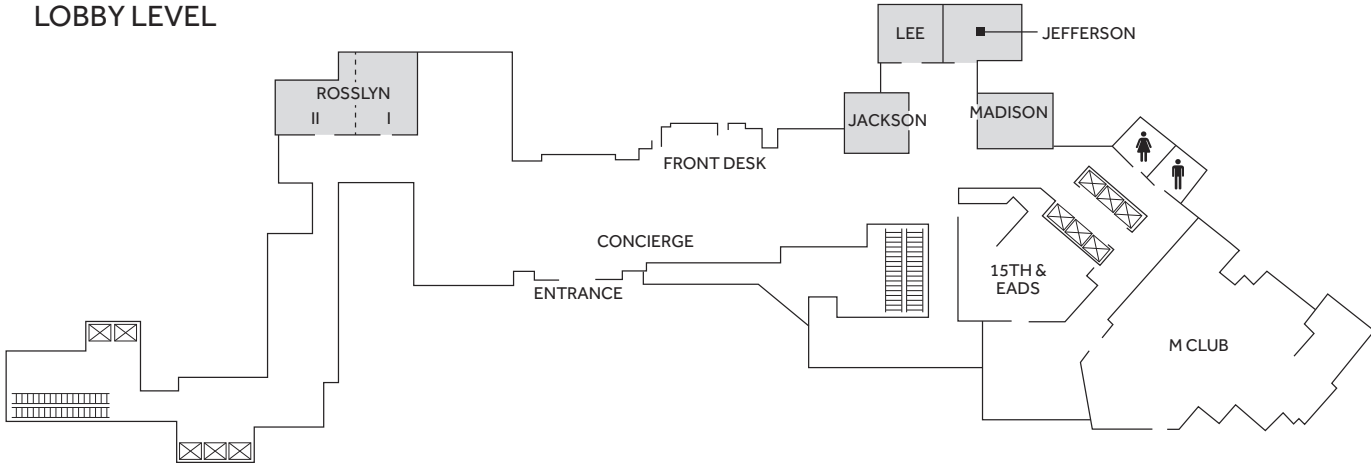 LOBBY LEVEL
LEE
JEFFERSON
ROSSLYN
II
I
JACKSON
MADISON
FRONT DESK
CONCIERGE
15TH &
EADS
ENTRANCE
M CLUB